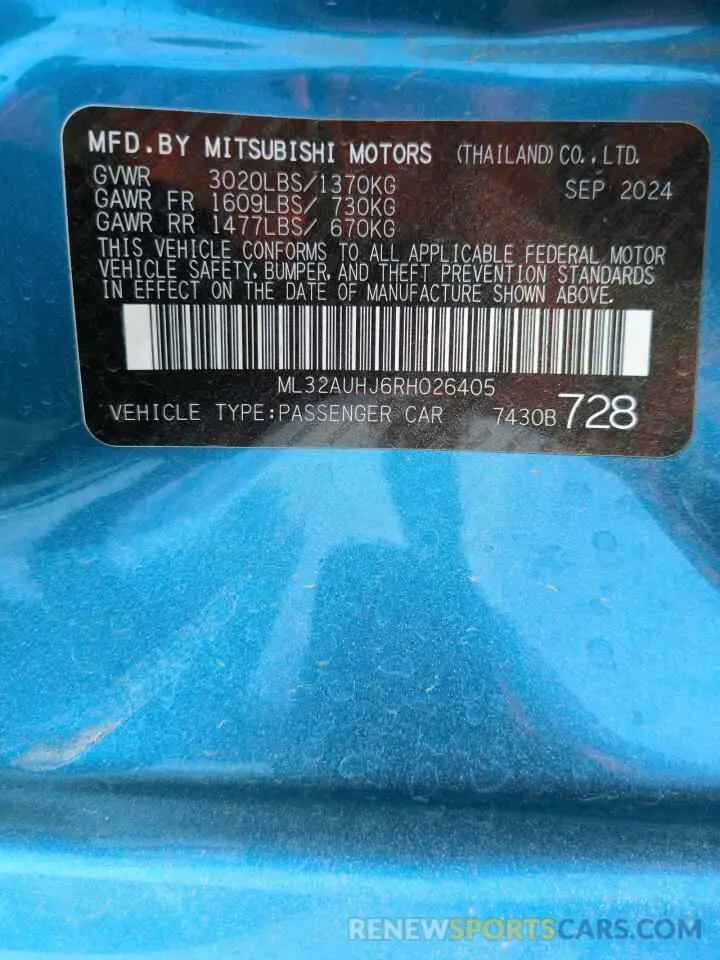 MFD. BY MITSUBISHI MOTORS (THAILAND) CO., LTD.
GVWR 3020LBS/1370KG SEP 2024
GAWR FR 1609LBS/ 730KG
GAWR RR 1477LBS/ 670KG
THIS VEHICLE CONFORMS TO ALL APPLICABLE FEDERAL MOTOR
VEHICLE SAFETY, BUMPER, AND THEFT PREVENTION STANDARDS
IN EFFECT ON THE DATE OF MANUFACTURE SHOWN ABOVE.
ML32AUHJ6RH026405
VEHICLE TYPE:PASSENGER CAR 7430B 728
RENEWSPORTSCARS.COM